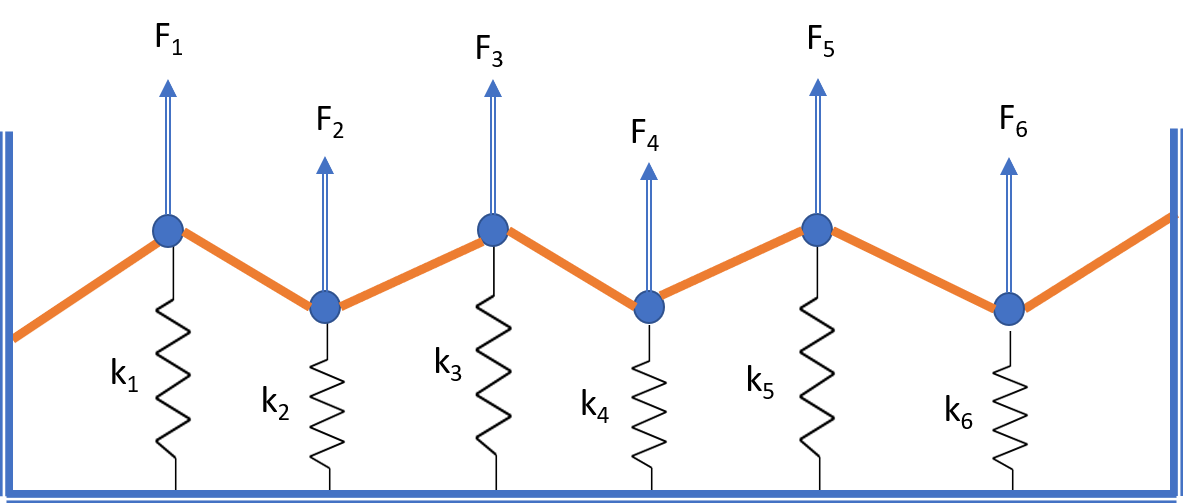 F₁
F₂
F₃
F₄
F₅
F₆
k₁
k₂
k₃
k₄
k₅
k₆